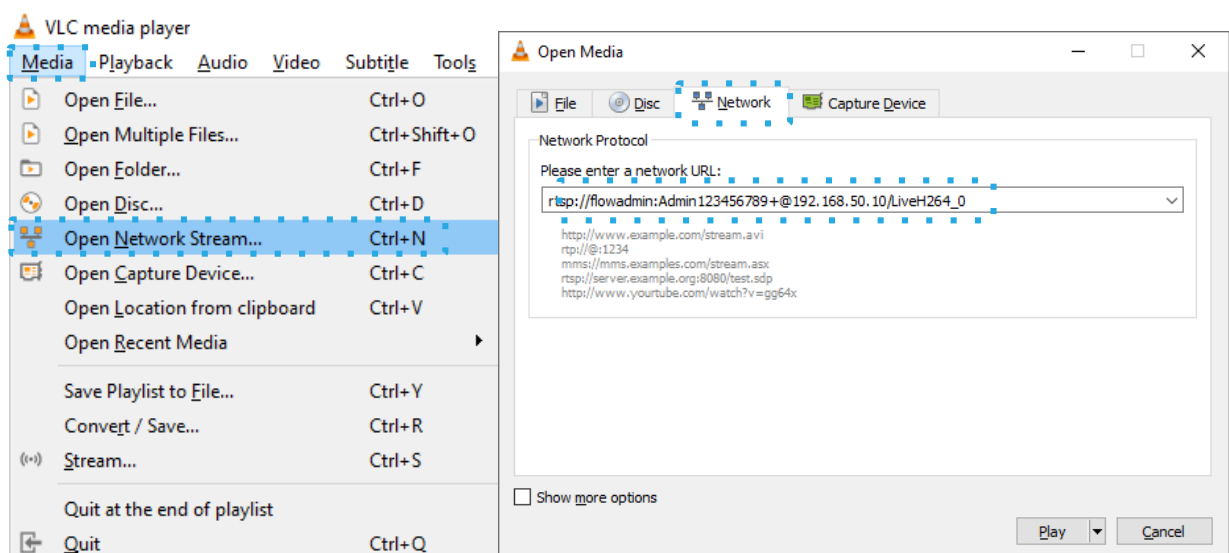 VLC media player
Media Playback Audio Video Subtitle Tools
Open File... Ctrl+O
Open Multiple Files... Ctrl+Shift+O
Open Folder... Ctrl+F
Open Disc... Ctrl+D
Open Network Stream... Ctrl+N
Open Capture Device... Ctrl+C
Open Location from clipboard Ctrl+V
Open Recent Media
Save Playlist to File... Ctrl+Y
Convert / Save... Ctrl+R
Stream... Ctrl+S
Quit at the end of playlist
Quit Ctrl+Q
Open Media
File Disc Network Capture Device
Network Protocol
Please enter a network URL:
rtsp://flowadmin:Admin123456789+@192.168.50.10/LiveH264_0
http://www.example.com/stream.avi
rtp://@:1234
mms://mms.examples.com/stream.asx
rtsp://server.example.org:8080/test.sdp
http://www.yourtube.com/watch?v=gg64x
Show more options
Play Cancel